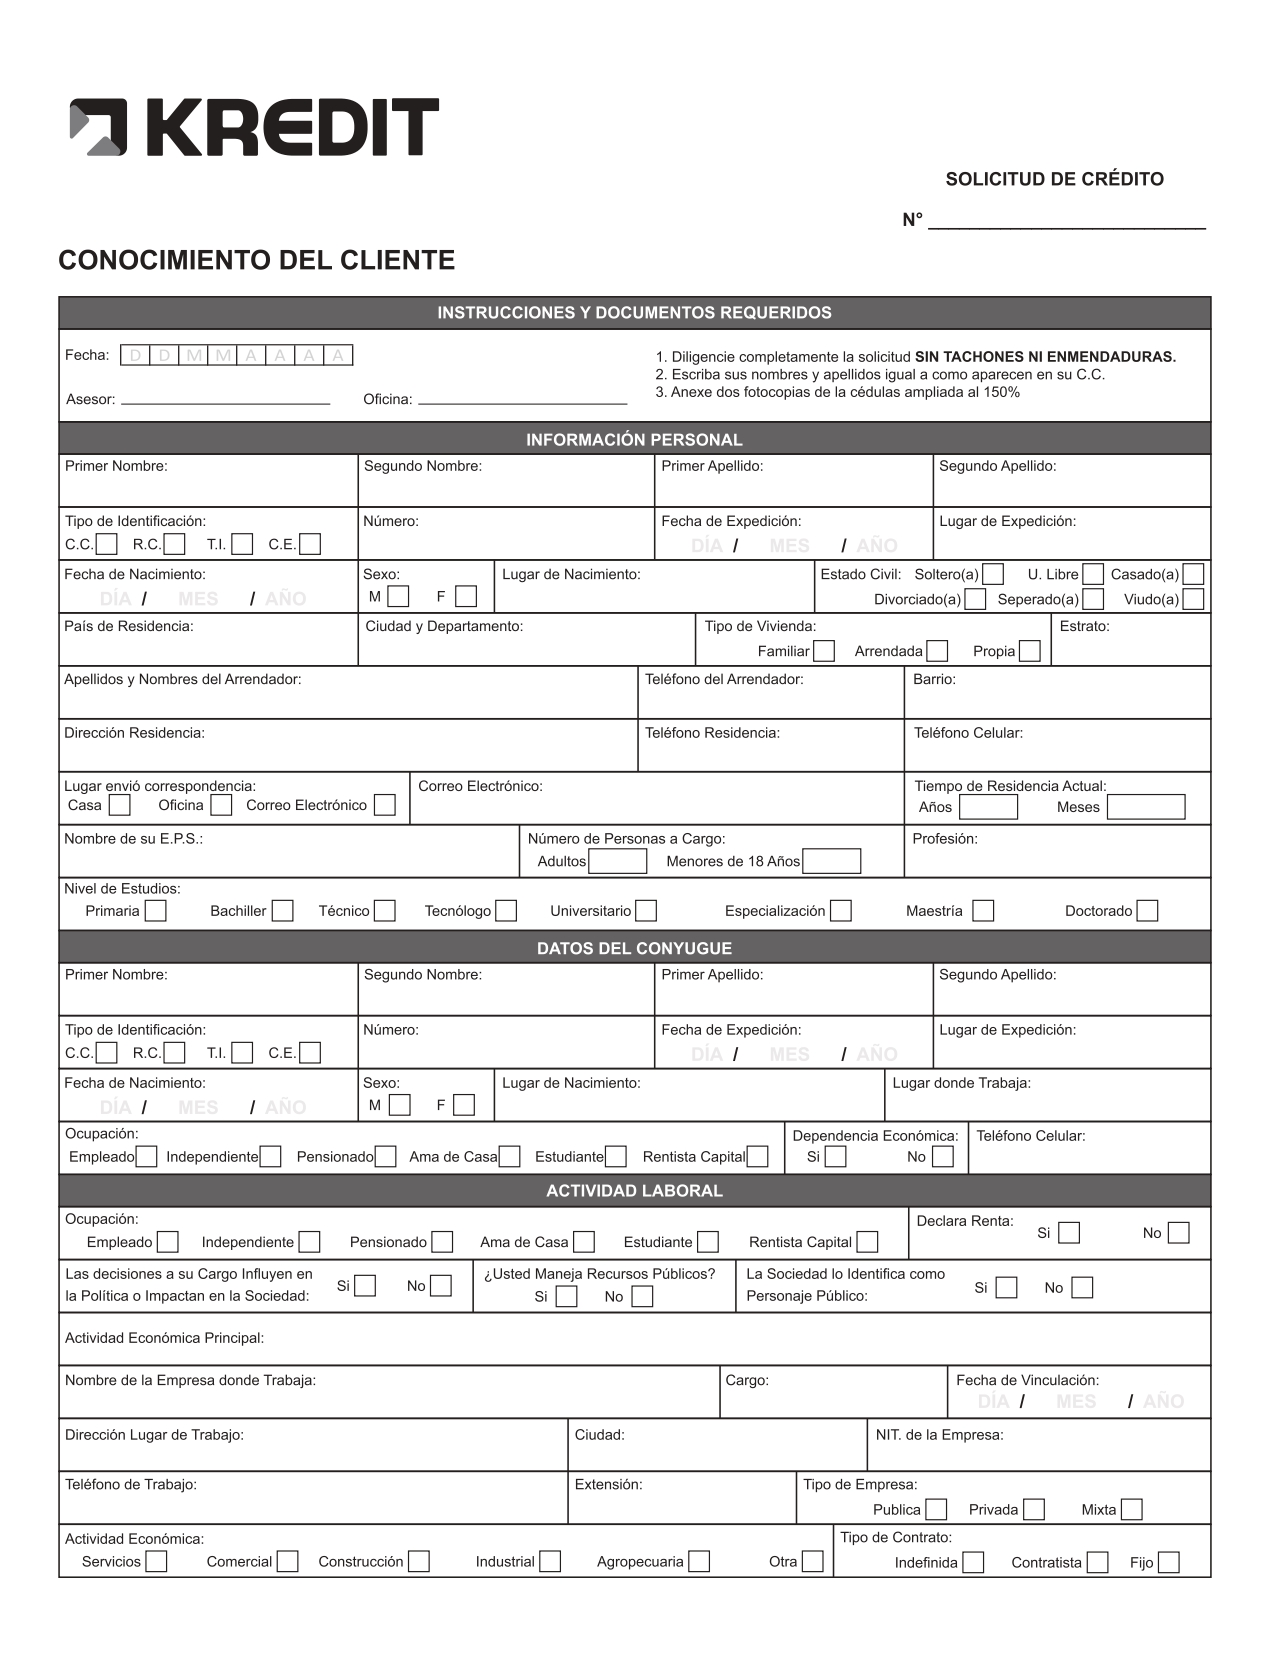 KREDIT
SOLICITUD DE CRÉDITO
N° ____________________________
CONOCIMIENTO DEL CLIENTE
INSTRUCCIONES Y DOCUMENTOS REQUERIDOS
Fecha: D D M M A A A A
1. Diligencie completamente la solicitud SIN TACHONES NI ENMENDADURAS.
2. Escriba sus nombres y apellidos igual a como aparecen en su C.C.
3. Anexe dos fotocopias de la cédulas ampliada al 150%
Asesor: Oficina:
INFORMACIÓN PERSONAL
Primer Nombre: Segundo Nombre: Primer Apellido: Segundo Apellido:
Tipo de Identificación: Número: Fecha de Expedición: Lugar de Expedición:
C.C. R.C. T.I. C.E. DÍA / MES / AÑO
Fecha de Nacimiento: Sexo: Lugar de Nacimiento: Estado Civil: Soltero(a) U. Libre Casado(a)
DÍA / MES / AÑO M F Divorciado(a) Seperado(a) Viudo(a)
País de Residencia: Ciudad y Departamento: Tipo de Vivienda: Estrato:
Familiar Arrendada Propia
Apellidos y Nombres del Arrendador: Teléfono del Arrendador: Barrio:
Dirección Residencia: Teléfono Residencia: Teléfono Celular:
Lugar envió correspondencia: Correo Electrónico: Tiempo de Residencia Actual:
Casa Oficina Correo Electrónico Años Meses
Nombre de su E.P.S.: Número de Personas a Cargo: Profesión:
Adultos Menores de 18 Años
Nivel de Estudios:
Primaria Bachiller Técnico Tecnólogo Universitario Especialización Maestría Doctorado
DATOS DEL CONYUGUE
Primer Nombre: Segundo Nombre: Primer Apellido: Segundo Apellido:
Tipo de Identificación: Número: Fecha de Expedición: Lugar de Expedición:
C.C. R.C. T.I. C.E. DÍA / MES / AÑO
Fecha de Nacimiento: Sexo: Lugar de Nacimiento: Lugar donde Trabaja:
DÍA / MES / AÑO M F
Ocupación: Dependencia Económica: Teléfono Celular:
Empleado Independiente Pensionado Ama de Casa Estudiante Rentista Capital Si No
ACTIVIDAD LABORAL
Ocupación: Declara Renta: Si No
Empleado Independiente Pensionado Ama de Casa Estudiante Rentista Capital
Las decisiones a su Cargo Influyen en ¿Usted Maneja Recursos Públicos? La Sociedad lo Identifica como
la Política o Impactan en la Sociedad: Si No Si No Personaje Público: Si No
Actividad Económica Principal:
Nombre de la Empresa donde Trabaja: Cargo: Fecha de Vinculación:
DÍA / MES / AÑO
Dirección Lugar de Trabajo: Ciudad: NIT. de la Empresa:
Teléfono de Trabajo: Extensión: Tipo de Empresa:
Publica Privada Mixta
Actividad Económica: Tipo de Contrato:
Servicios Comercial Construcción Industrial Agropecuaria Otra Indefinida Contratista Fijo